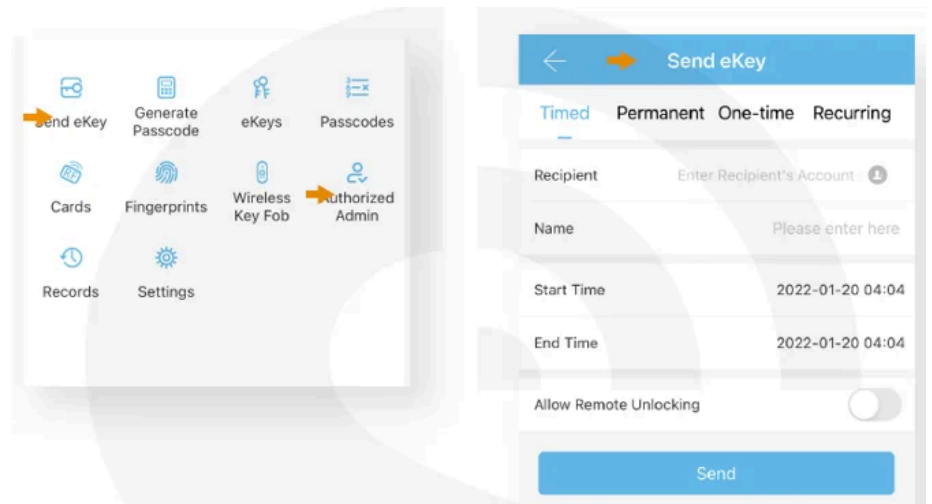 Send eKey
Generate
Passcode
eKeys
Passcodes
Cards
Fingerprints
Wireless
Key Fob
Authorized
Admin
Records
Settings
Send eKey
Timed Permanent One-time Recurring
Recipient Enter Recipient's Account
Name Please enter here
Start Time 2022-01-20 04:04
End Time 2022-01-20 04:04
Allow Remote Unlocking
Send